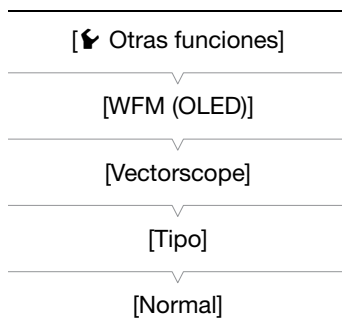 [ Otras funciones]
[WFM (OLED)]
[Vectorscope]
[Tipo]
[Normal]